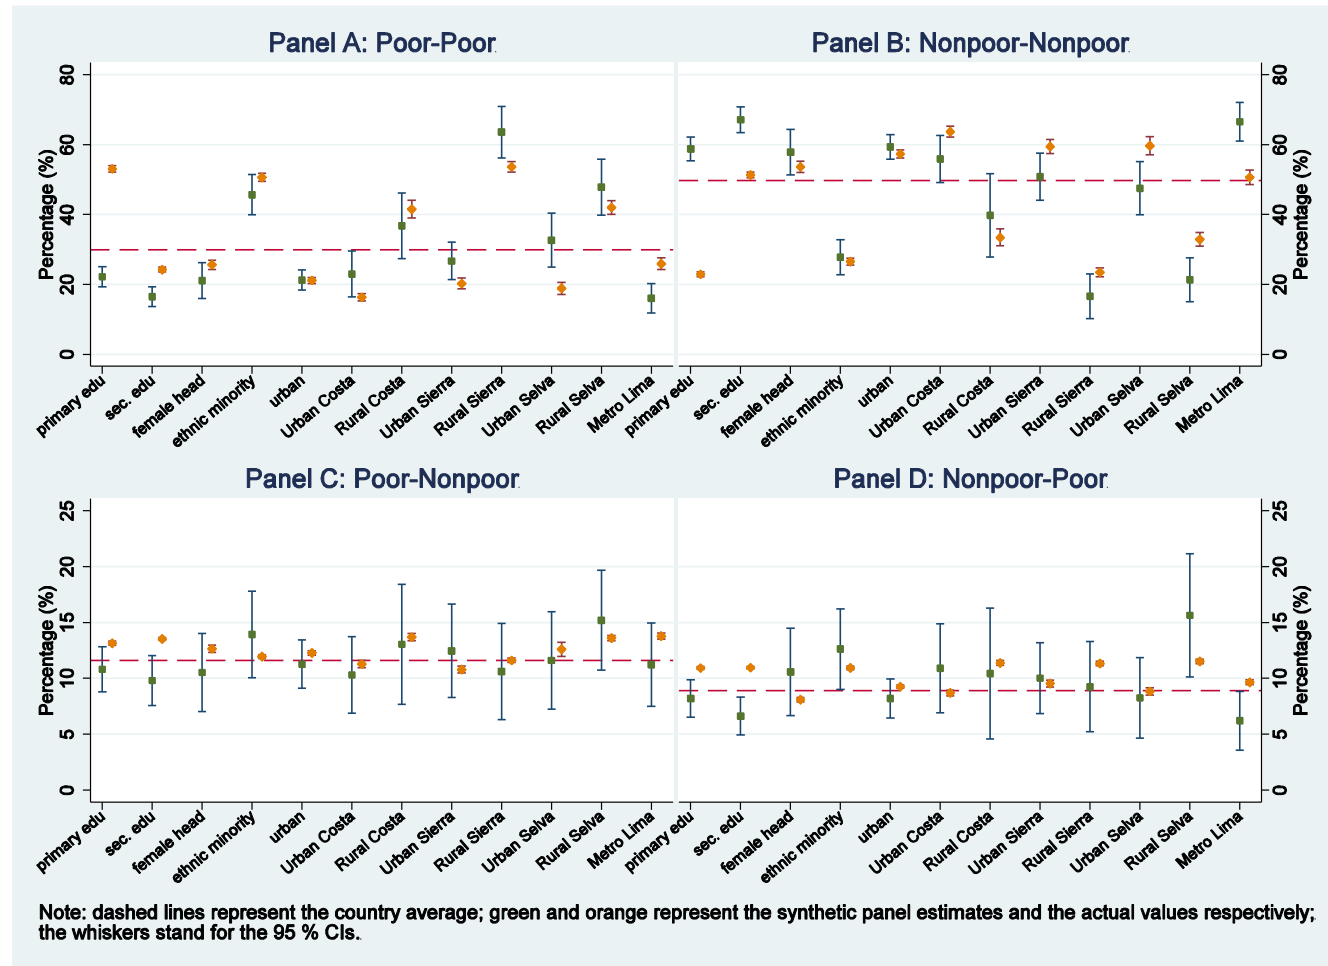 Panel A: Poor-Poor
Panel B: Nonpoor-Nonpoor
Percentage (%)
80
60
40
20
0
primary edu
sec. edu
female head
ethnic minority
urban
Urban Costa
Rural Costa
Urban Sierra
Rural Sierra
Urban Selva
Rural Selva
Metro Lima
primary edu
sec. edu
female head
ethnic minority
urban
Urban Costa
Rural Costa
Urban Sierra
Rural Sierra
Urban Selva
Rural Selva
Metro Lima
80
60
40
20
0
Percentage (%)
Panel C: Poor-Nonpoor
Panel D: Nonpoor-Poor
Percentage (%)
25
20
15
10
5
0
primary edu
sec. edu
female head
ethnic minority
urban
Urban Costa
Rural Costa
Urban Sierra
Rural Sierra
Urban Selva
Rural Selva
Metro Lima
primary edu
sec. edu
female head
ethnic minority
urban
Urban Costa
Rural Costa
Urban Sierra
Rural Sierra
Urban Selva
Rural Selva
Metro Lima
25
20
15
10
5
0
Percentage (%)
Note: dashed lines represent the country average; green and orange represent the synthetic panel estimates and the actual values respectively;
the whiskers stand for the 95 % CIs.